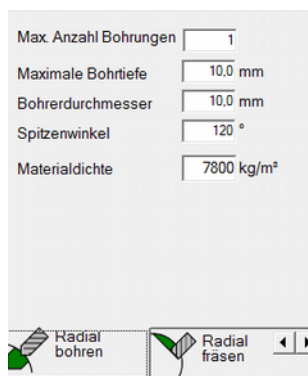 Max. Anzahl Bohrungen 1
Maximale Bohrtiefe 10,0 mm
Bohrerdurchmesser 10,0 mm
Spitzenwinkel 120 °
Materialdichte 7800 kg/m³
Radial bohren
Radial fräsen